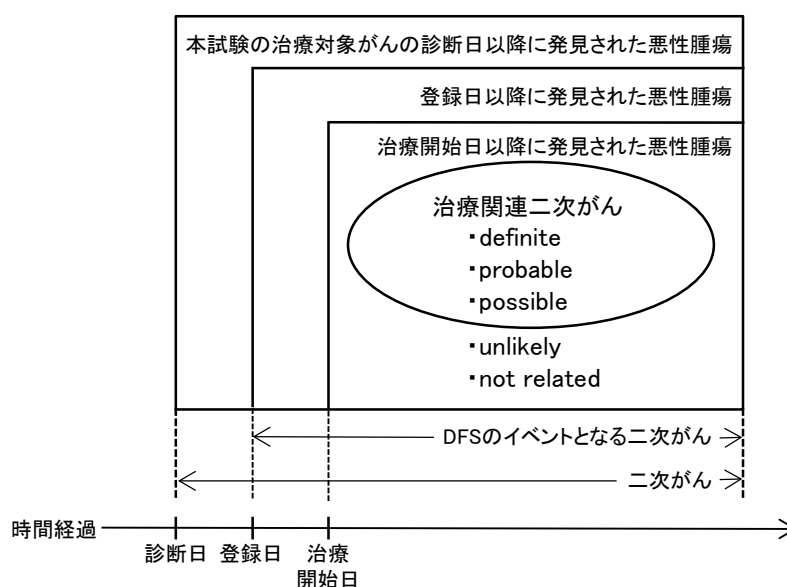 本試験の治療対象がんの診断日以降に発見された悪性腫瘍
登録日以降に発見された悪性腫瘍
治療開始日以降に発見された悪性腫瘍
治療関連二次がん
・definite
・probable
・possible
・unlikely
・not related
DFSのイベントとなる二次がん
二次がん
時間経過
診断日 登録日 治療
開始日